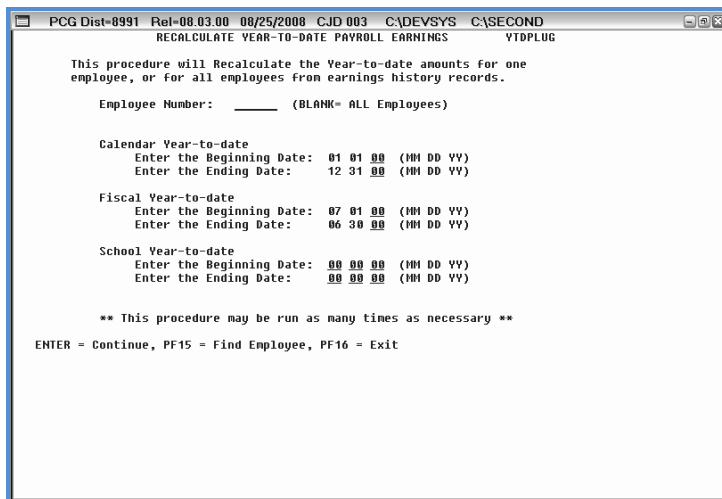 PCG Dist=8991 Rel=08.03.00 08/25/2008 CJD 003 C:\DEVSYS C:\SECOND
RECALCULATE YEAR-TO-DATE PAYROLL EARNINGS YTDPLUG
This procedure will Recalculate the Year-to-date amounts for one
employee, or for all employees from earnings history records.
Employee Number: ______ (BLANK= ALL Employees)
Calendar Year-to-date
Enter the Beginning Date: 01 01 00 (MM DD YY)
Enter the Ending Date: 12 31 00 (MM DD YY)
Fiscal Year-to-date
Enter the Beginning Date: 07 01 00 (MM DD YY)
Enter the Ending Date: 06 30 00 (MM DD YY)
School Year-to-date
Enter the Beginning Date: 00 00 00 (MM DD YY)
Enter the Ending Date: 00 00 00 (MM DD YY)
** This procedure may be run as many times as necessary **
ENTER = Continue, PF15 = Find Employee, PF16 = Exit